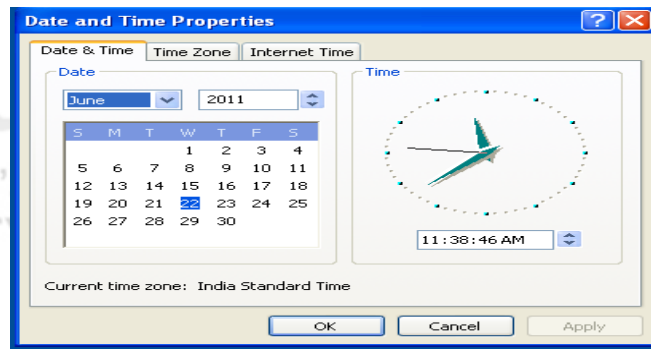 Date and Time Properties
Date & Time Time Zone Internet Time
Date
June 2011
S M T W T F S
1 2 3 4
5 6 7 8 9 10 11
12 13 14 15 16 17 18
19 20 21 22 23 24 25
26 27 28 29 30
Time
11:38:46 AM
Current time zone: India Standard Time
OK Cancel Apply